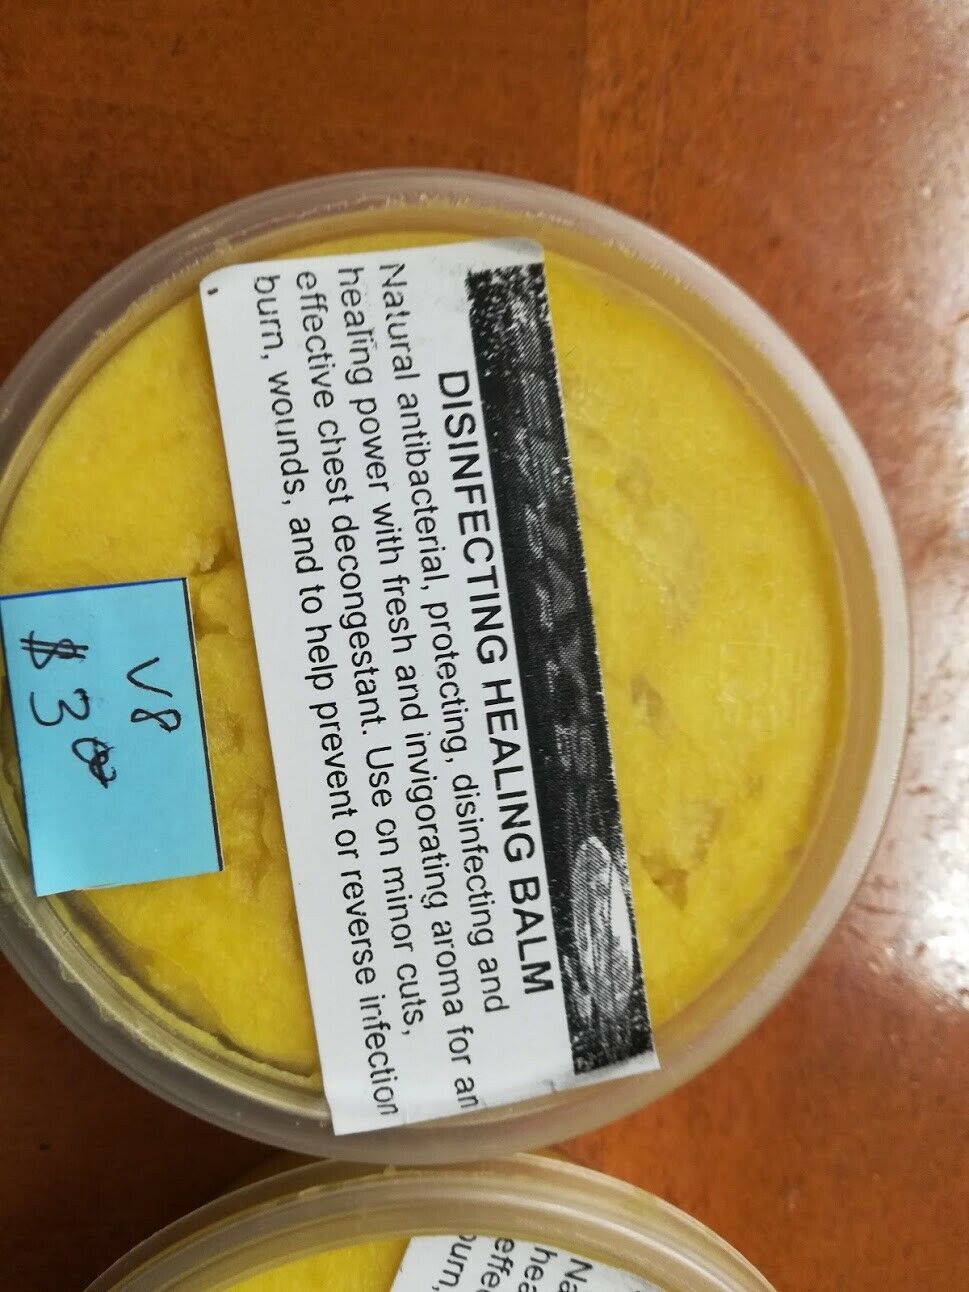 DISINFECTING HEALING BALM
Natural antibacterial, protecting, disinfecting and
healing power with fresh and invigorating aroma for an
effective chest decongestant. Use on minor cuts,
burn, wounds, and to help prevent or reverse infection
V8
$30
Na
hea
effe
burn,